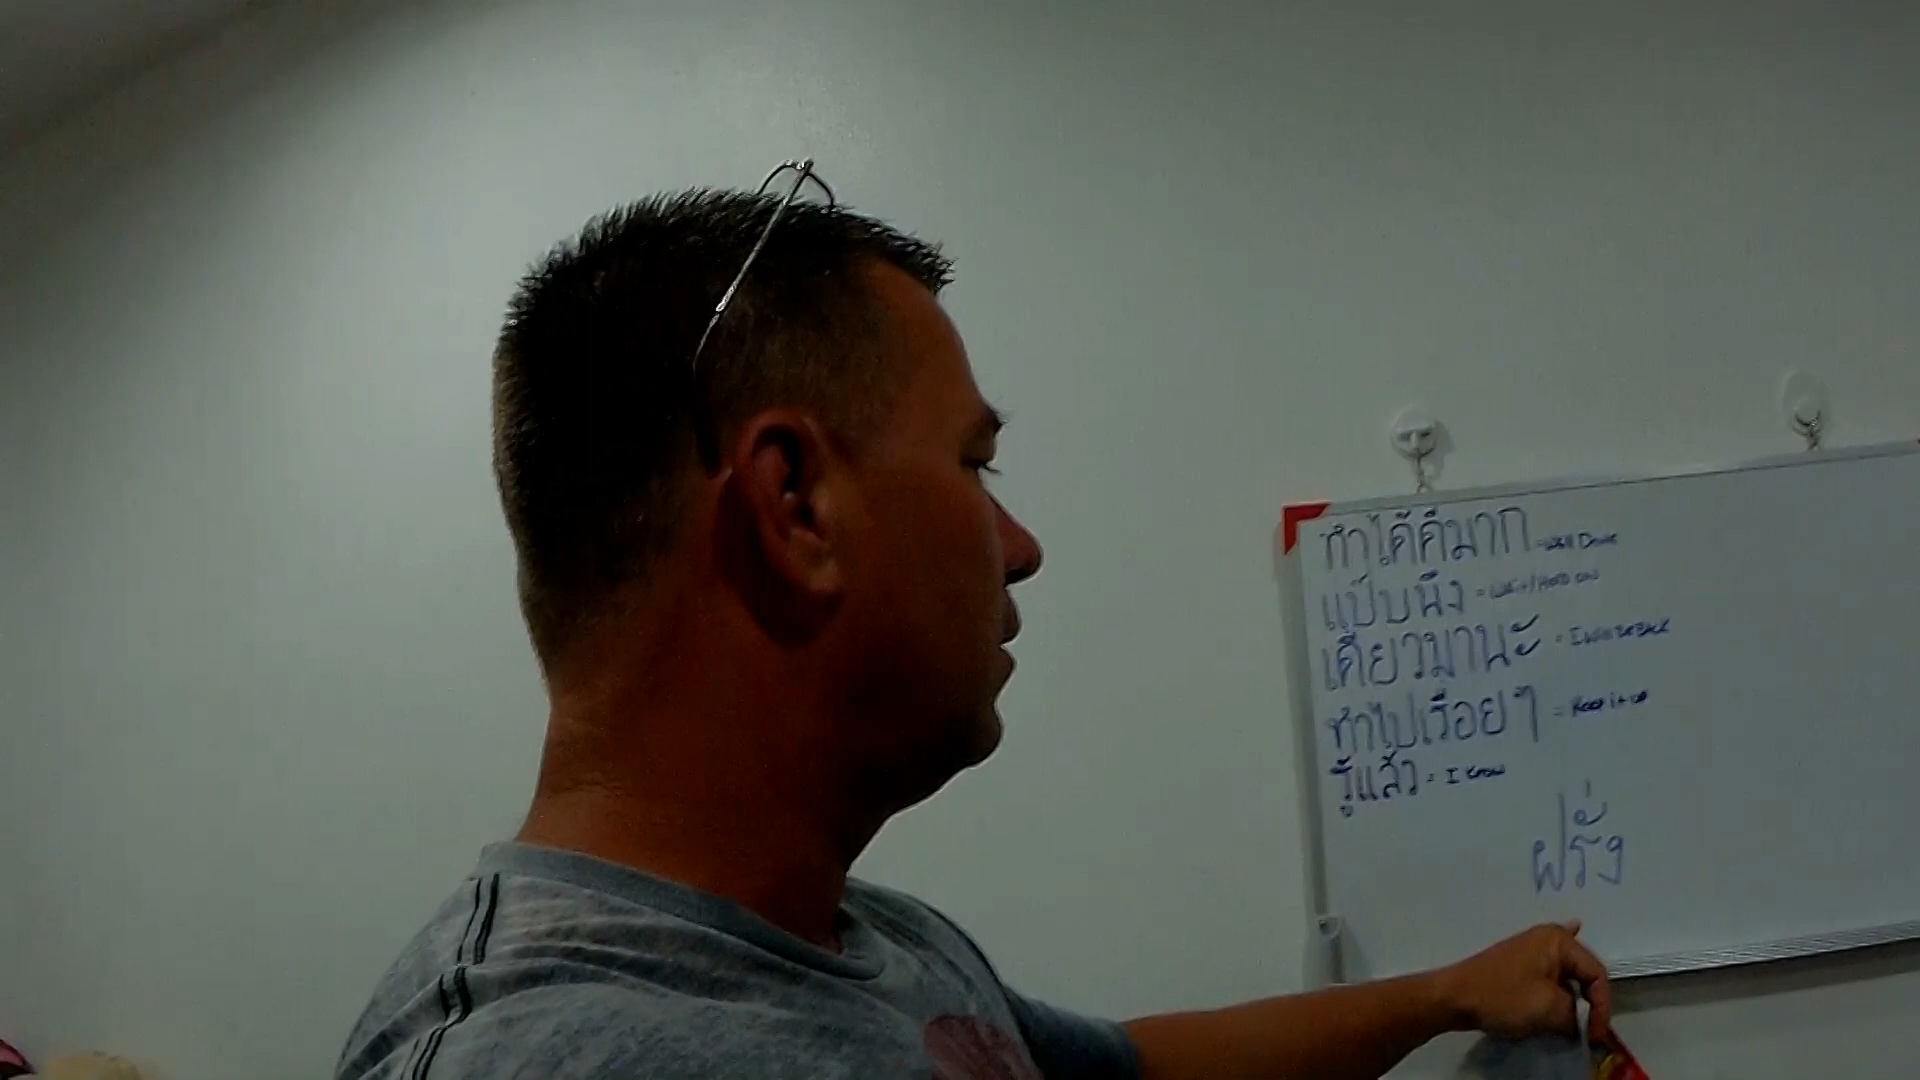 ทำได้ดีมาก = Well Done
แป๊บนึง = Wait/Hold on
เดี๋ยวมานะ = I will be back
ทำไปเรื่อยๆ = Keep it up
รู้แล้ว = I know
ฝรั่ง